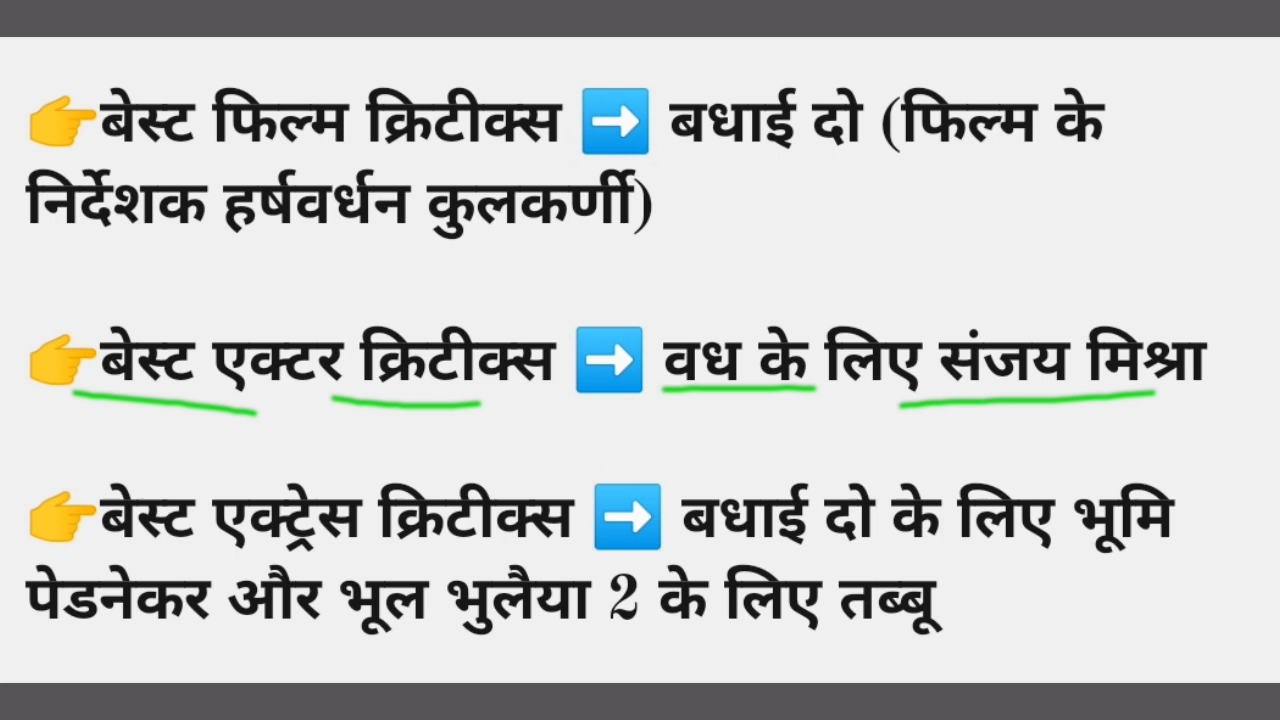 👉बेस्ट फिल्म क्रिटीक्स ➡️ बधाई दो (फिल्म के
निर्देशक हर्षवर्धन कुलकर्णी)
👉बेस्ट एक्टर क्रिटीक्स ➡️ वध के लिए संजय मिश्रा
👉बेस्ट एक्ट्रेस क्रिटीक्स ➡️ बधाई दो के लिए भूमि
पेडनेकर और भूल भुलैया 2 के लिए तब्बू